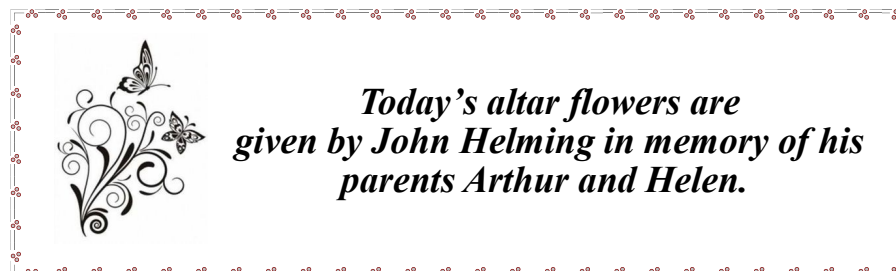 Today’s altar flowers are
given by John Helming in memory of his
parents Arthur and Helen.